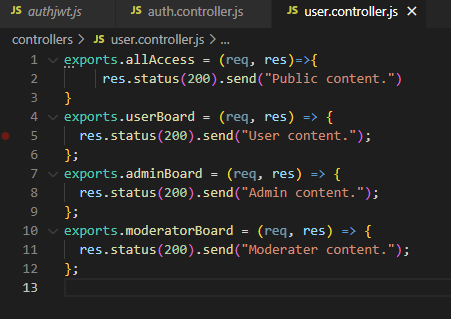 authjwt.js auth.controller.js JS user.controller.js ×
controllers > JS user.controller.js > ...
1 exports.allAccess = (req, res)=>{
2 res.status(200).send("Public content.")
3 }
4 exports.userBoard = (req, res) => {
5 res.status(200).send("User content.");
6 };
7 exports.adminBoard = (req, res) => {
8 res.status(200).send("Admin content.");
9 };
10 exports.moderatorBoard = (req, res) => {
11 res.status(200).send("Moderater content.");
12 };
13